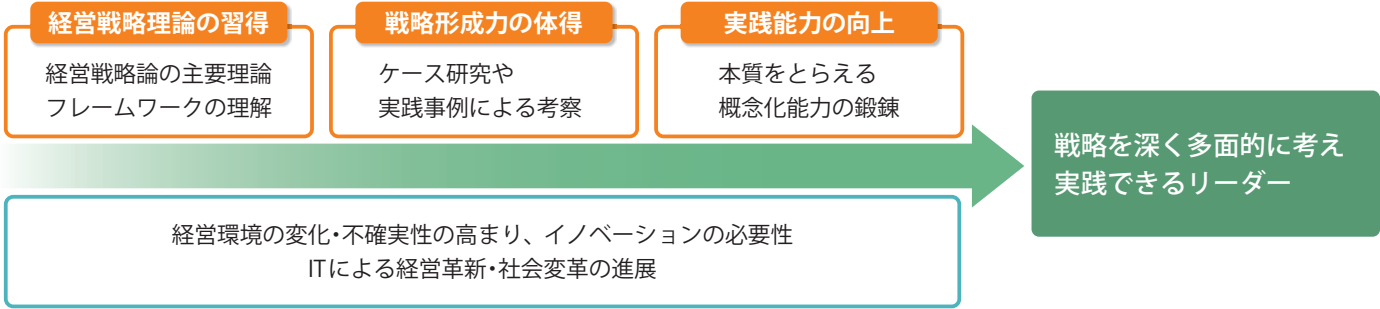 経営戦略理論の習得
経営戦略論の主要理論
フレームワークの理解
戦略形成力の体得
ケース研究や
実践事例による考察
実践能力の向上
本質をとらえる
概念化能力の鍛錬
戦略を深く多面的に考え
実践できるリーダー
経営環境の変化・不確実性の高まり、イノベーションの必要性
ITによる経営革新・社会変革の進展